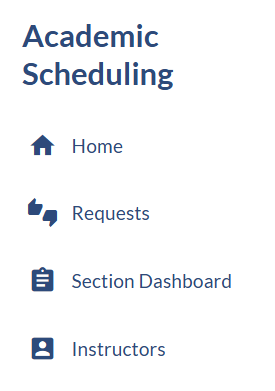 Academic
Scheduling
Home
Requests
Section Dashboard
Instructors